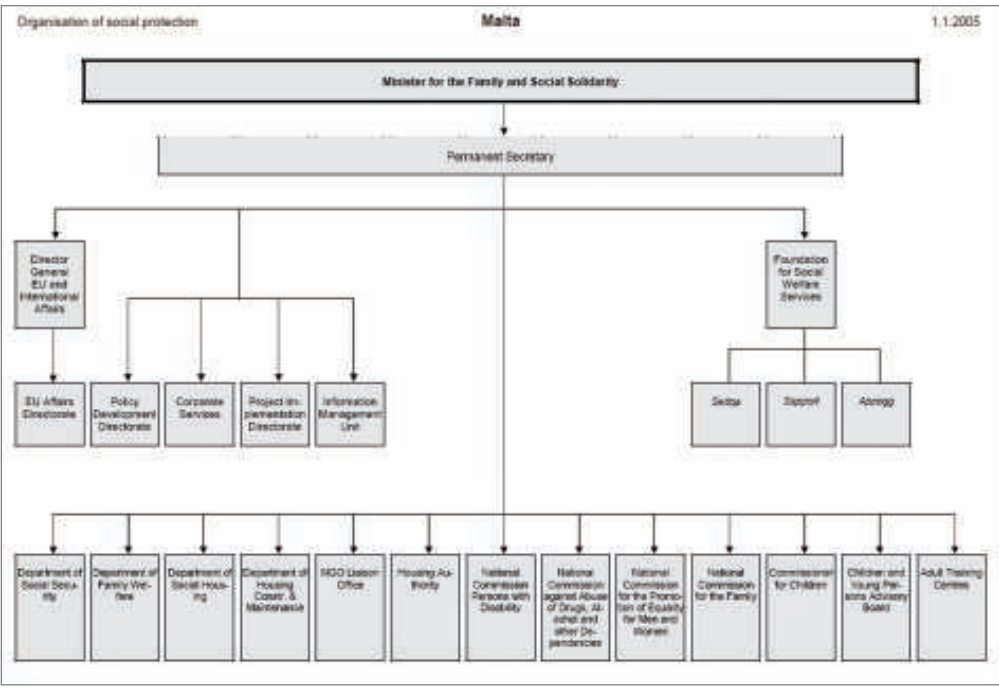 Organisation of social protection
Malta
1.1.2005
Minister for the Family and Social Solidarity
Permanent Secretary
Director
General
EU and
International
Affairs
Foundation
for Social
Welfare
Services
EU Affairs
Directorate
Policy
Development
Directorate
Corporate
Services
Project Im-
plementation
Directorate
Information
Management
Unit
Sedqa
Support
Appogg
Department of
Social Secu-
rity
Department of
Family Wel-
fare
Department of
Social Hous-
ing
Department of
Housing
Constr. &
Maintenance
NGO Liaison
Office
Housing Au-
thority
National
Commission
Persons with
Disability
National
Commission
against Abuse
of Drugs, Al-
cohol and
other De-
pendencies
National
Commission
for the Promo-
tion of Equality
for Men and
Women
National
Commission
for the Family
Commissioner
for Children
Children and
Young Per-
sons Advisory
Board
Adult Training
Centres